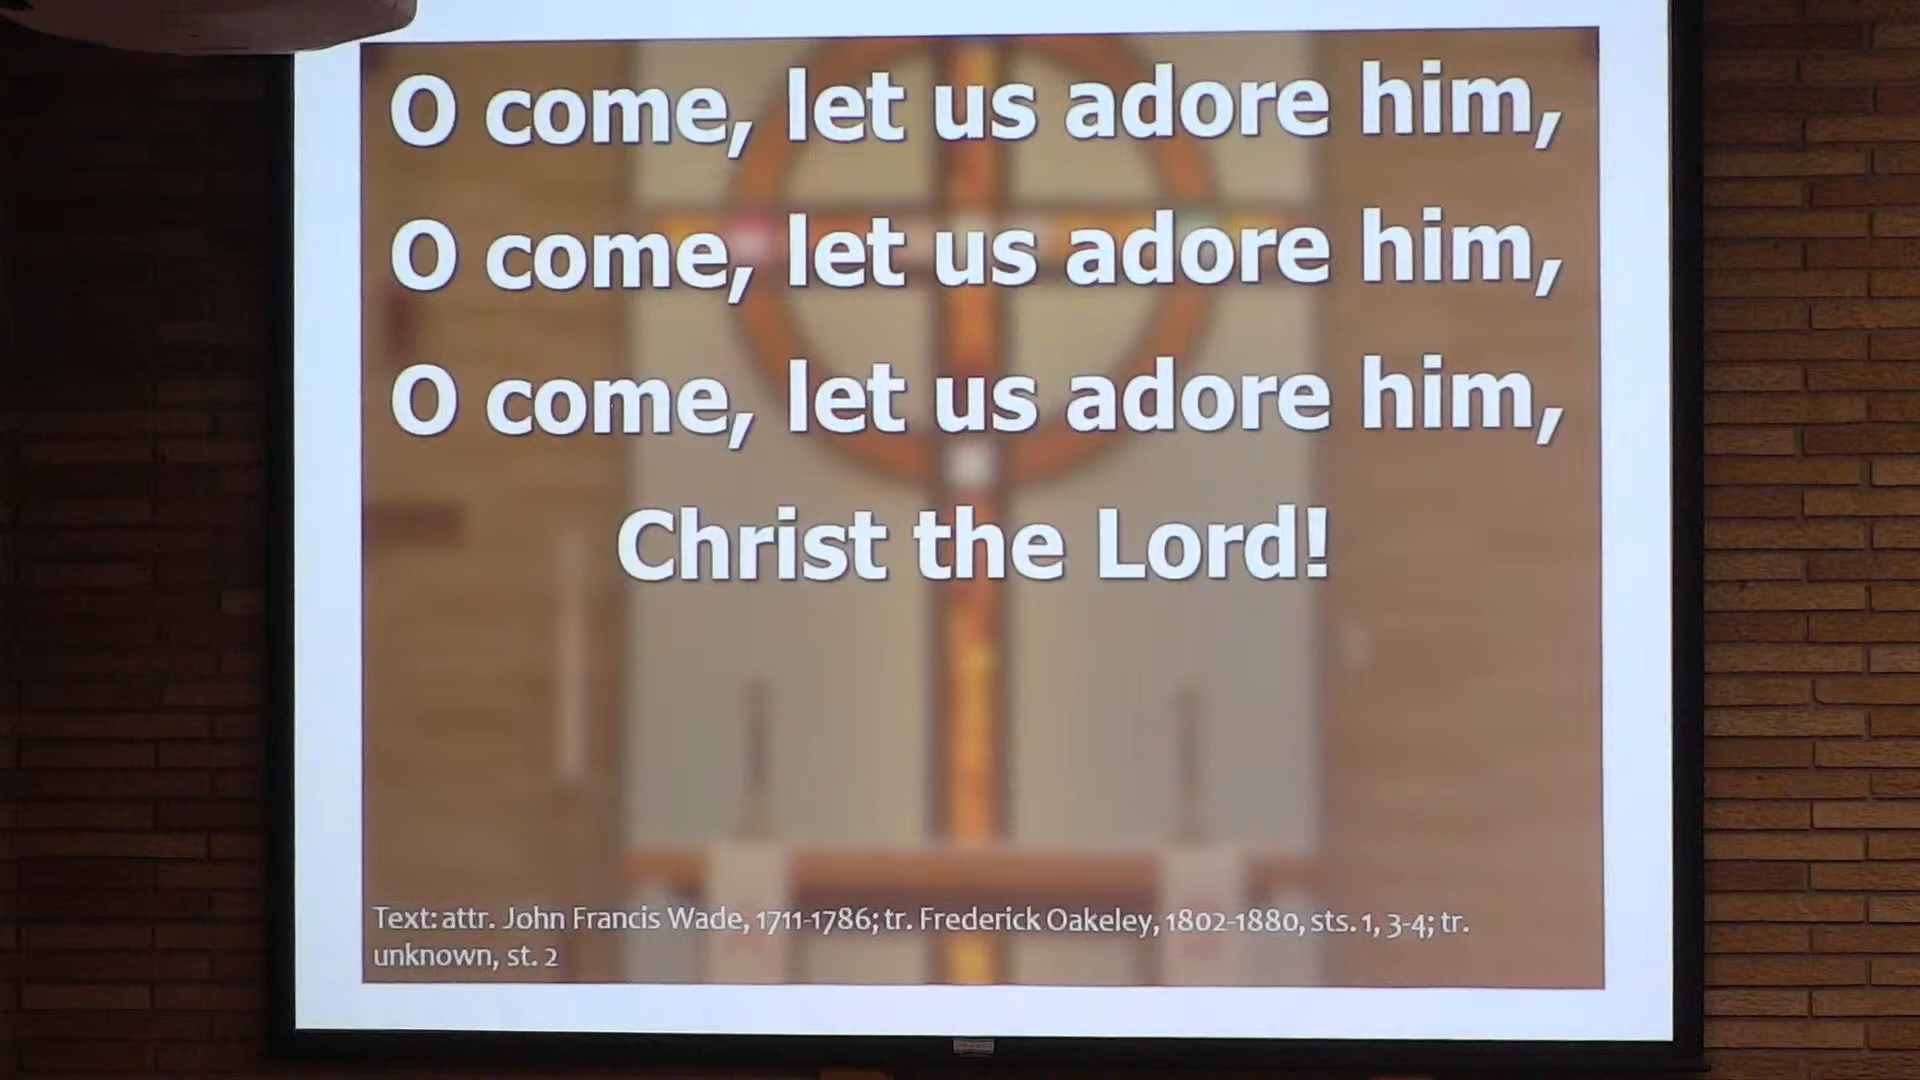 O come, let us adore him,
O come, let us adore him,
O come, let us adore him,
Christ the Lord!
Text: attr. John Francis Wade, 1711-1786; tr. Frederick Oakeley, 1802-1880, sts. 1, 3-4; tr.
unknown, st. 2